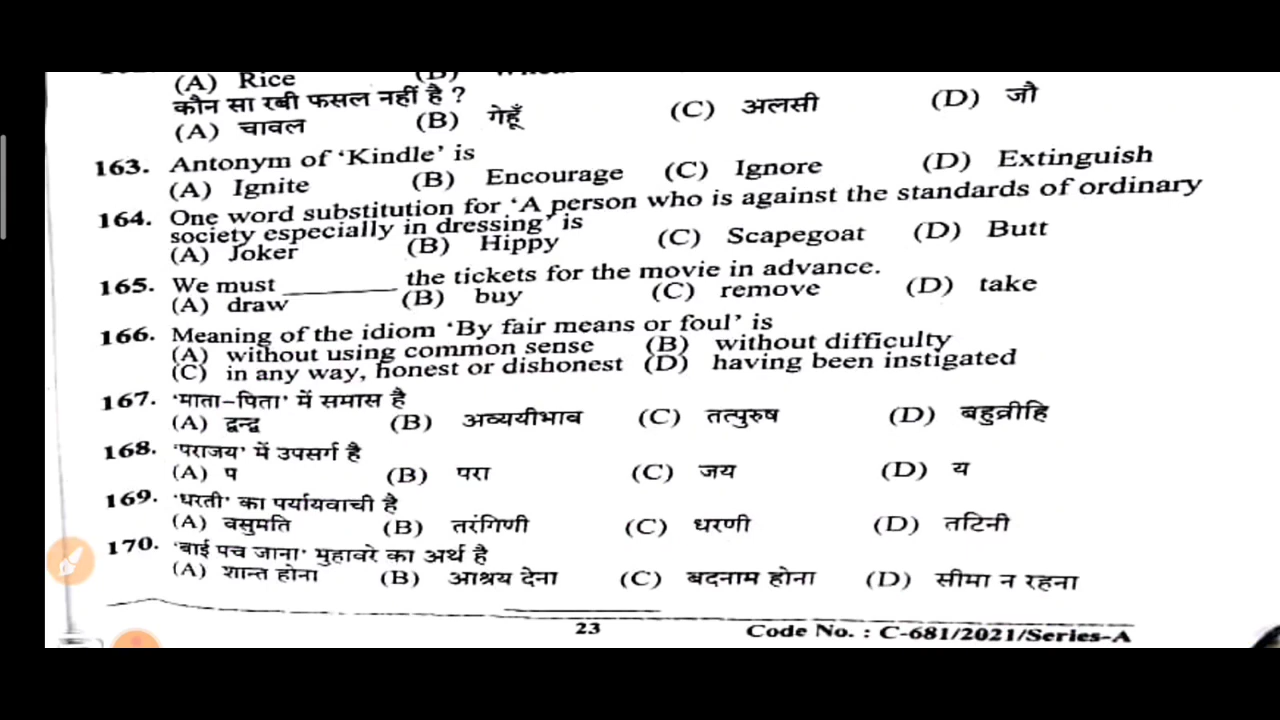 (A) Rice (B)
कौन सा रबी फसल नहीं है ?
(A) चावल (B) गेहूँ (C) अलसी (D) जौ
163. Antonym of 'Kindle' is
(A) Ignite (B) Encourage (C) Ignore (D) Extinguish
164. One word substitution for 'A person who is against the standards of ordinary
society especially in dressing' is
(A) Joker (B) Hippy (C) Scapegoat (D) Butt
165. We must ________ the tickets for the movie in advance.
(A) draw (B) buy (C) remove (D) take
166. Meaning of the idiom 'By fair means or foul' is
(A) without using common sense (B) without difficulty
(C) in any way, honest or dishonest (D) having been instigated
167. 'माता-पिता' में समास है
(A) द्वन्द्व (B) अव्ययीभाव (C) तत्पुरुष (D) बहुव्रीहि
168. 'पराजय' में उपसर्ग है
(A) प (B) परा (C) जय (D) य
169. 'धरती' का पर्यायवाची है
(A) वसुमति (B) तरंगिणी (C) धरणी (D) तटिनी
170. 'बाई पच जाना' मुहावरे का अर्थ है
(A) शान्त होना (B) आश्रय देना (C) बदनाम होना (D) सीमा न रहना
23 Code No. : C-681/2021/Series-A